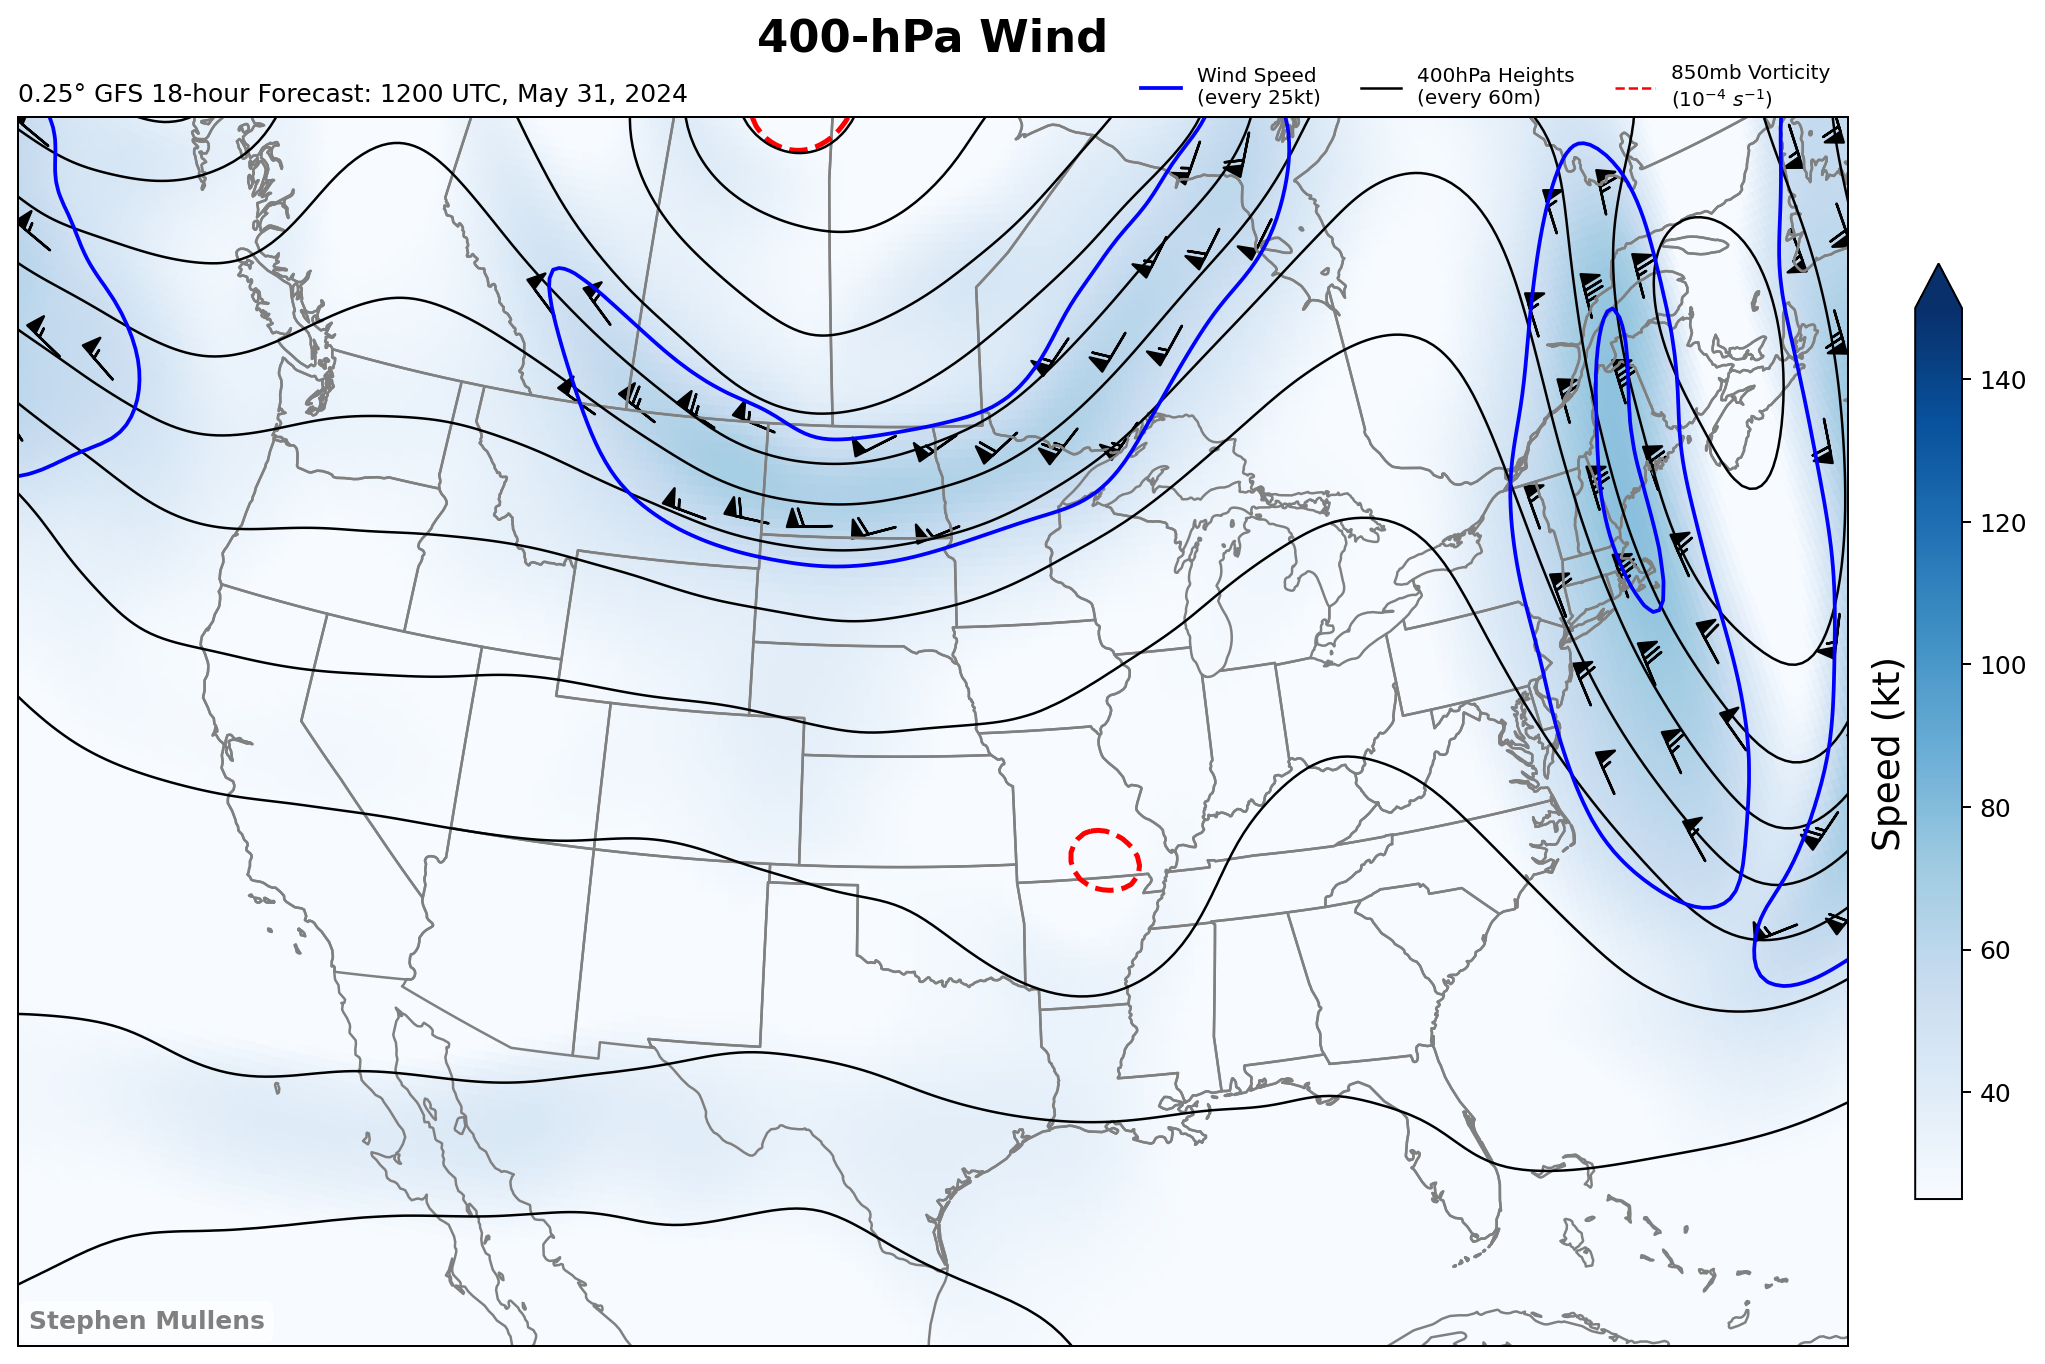 400-hPa Wind
0.25° GFS 18-hour Forecast: 1200 UTC, May 31, 2024
Wind Speed
(every 25kt)
400hPa Heights
(every 60m)
850mb Vorticity
(10⁻⁴ s⁻¹)
140
120
100
80
60
40
Speed (kt)
Stephen Mullens